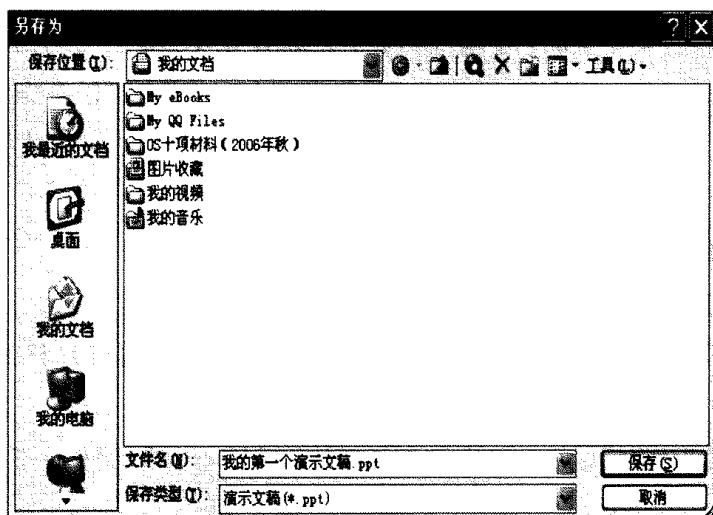 另存为
保存位置(I): 我的文档 工具(L)
My eBooks
My QQ Files
OS十项材料(2006年秋)
图片收藏
我的视频
我的音乐
我最近的文档
桌面
我的文档
我的电脑
文件名(N): 我的第一个演示文稿.ppt 保存(S)
保存类型(T): 演示文稿(*.ppt) 取消